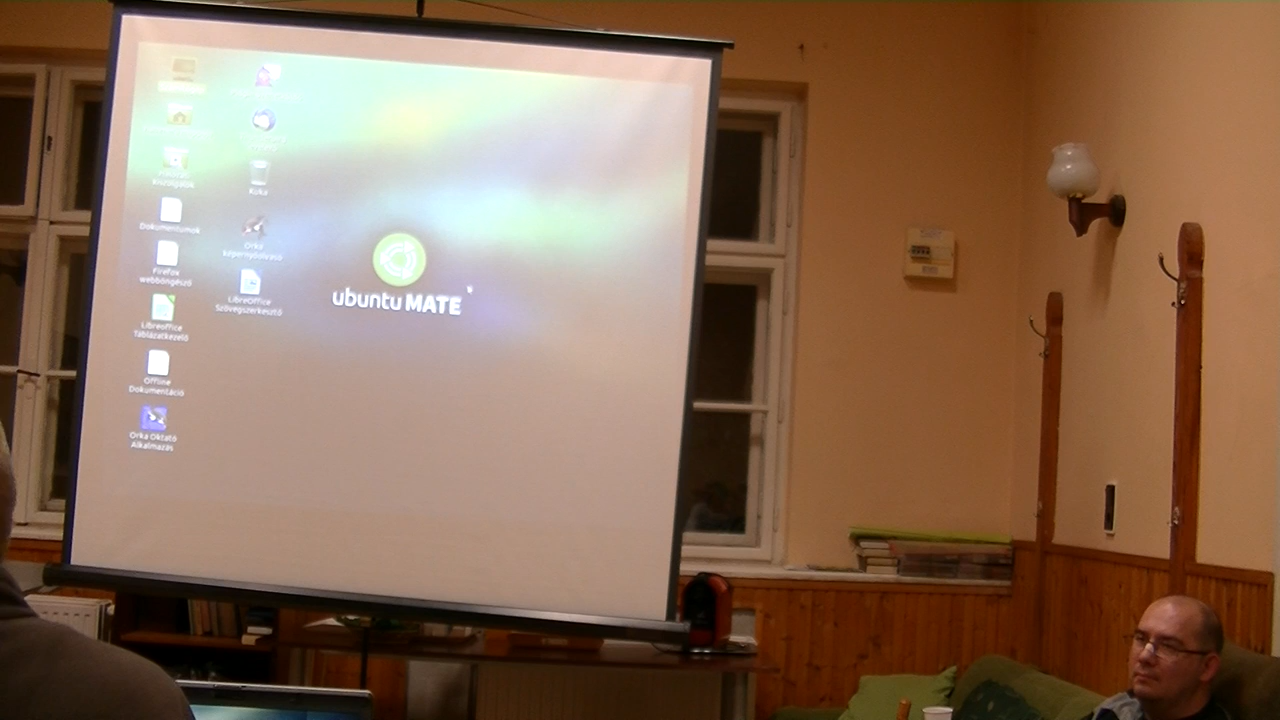 Kuka
Dokumentumok
Orka
képernyőolvasó
Firefox
webböngésző
LibreOffice
Szövegszerkesztő
ubuntu MATE
Libreoffice
Táblázatkezelő
Offline
Dokumentáció
Orka Oktató
Alkalmazás